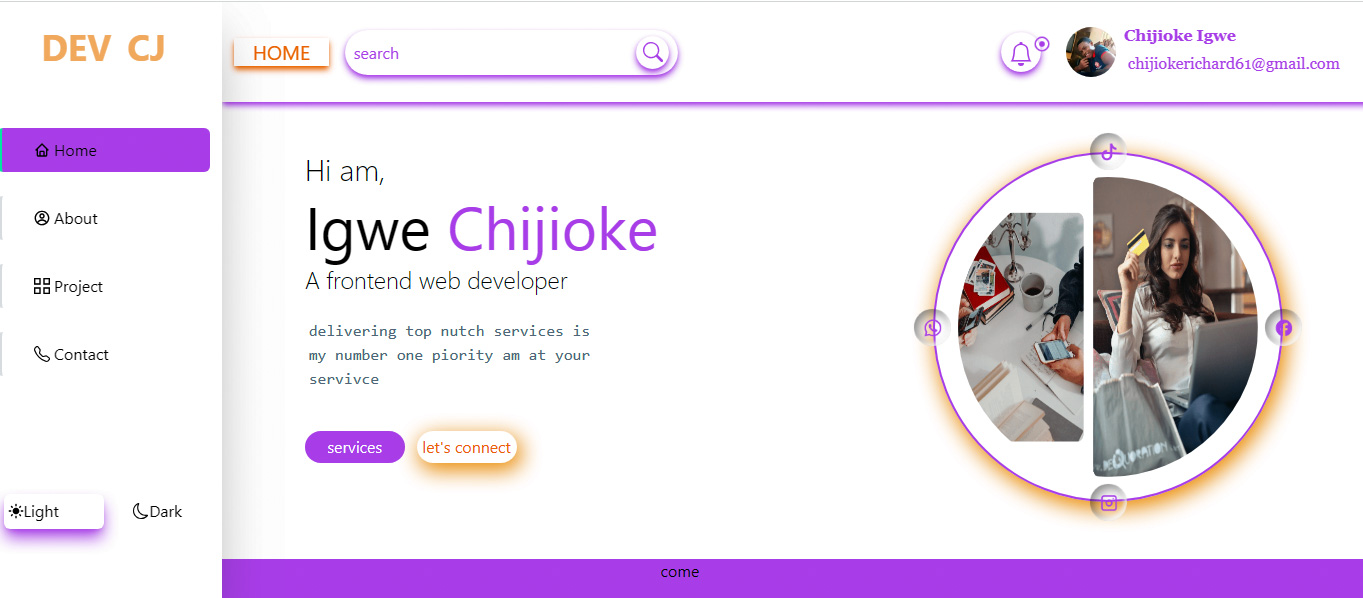 DEV CJ
HOME
search
Chijioke Igwe
chijiokerichard61@gmail.com
Home
About
Project
Contact
Light
Dark
Hi am,
Igwe Chijioke
A frontend web developer
delivering top nutch services is
my number one piority am at your
servivce
services
let's connect
come